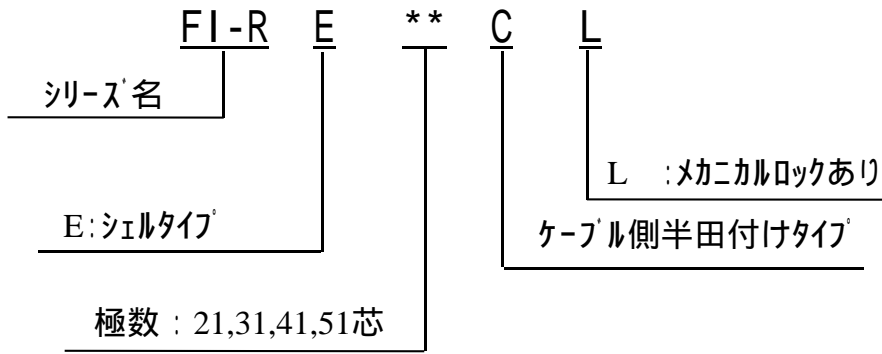 FI-R E ** C L
ｼﾘｰｽﾞ名
L :ﾒｶﾆｶﾙﾛｯｸあり
E:ｼｪﾙﾀｲﾌﾟ
ｹｰﾌﾞﾙ側半田付けﾀｲﾌﾟ
極数：21,31,41,51芯